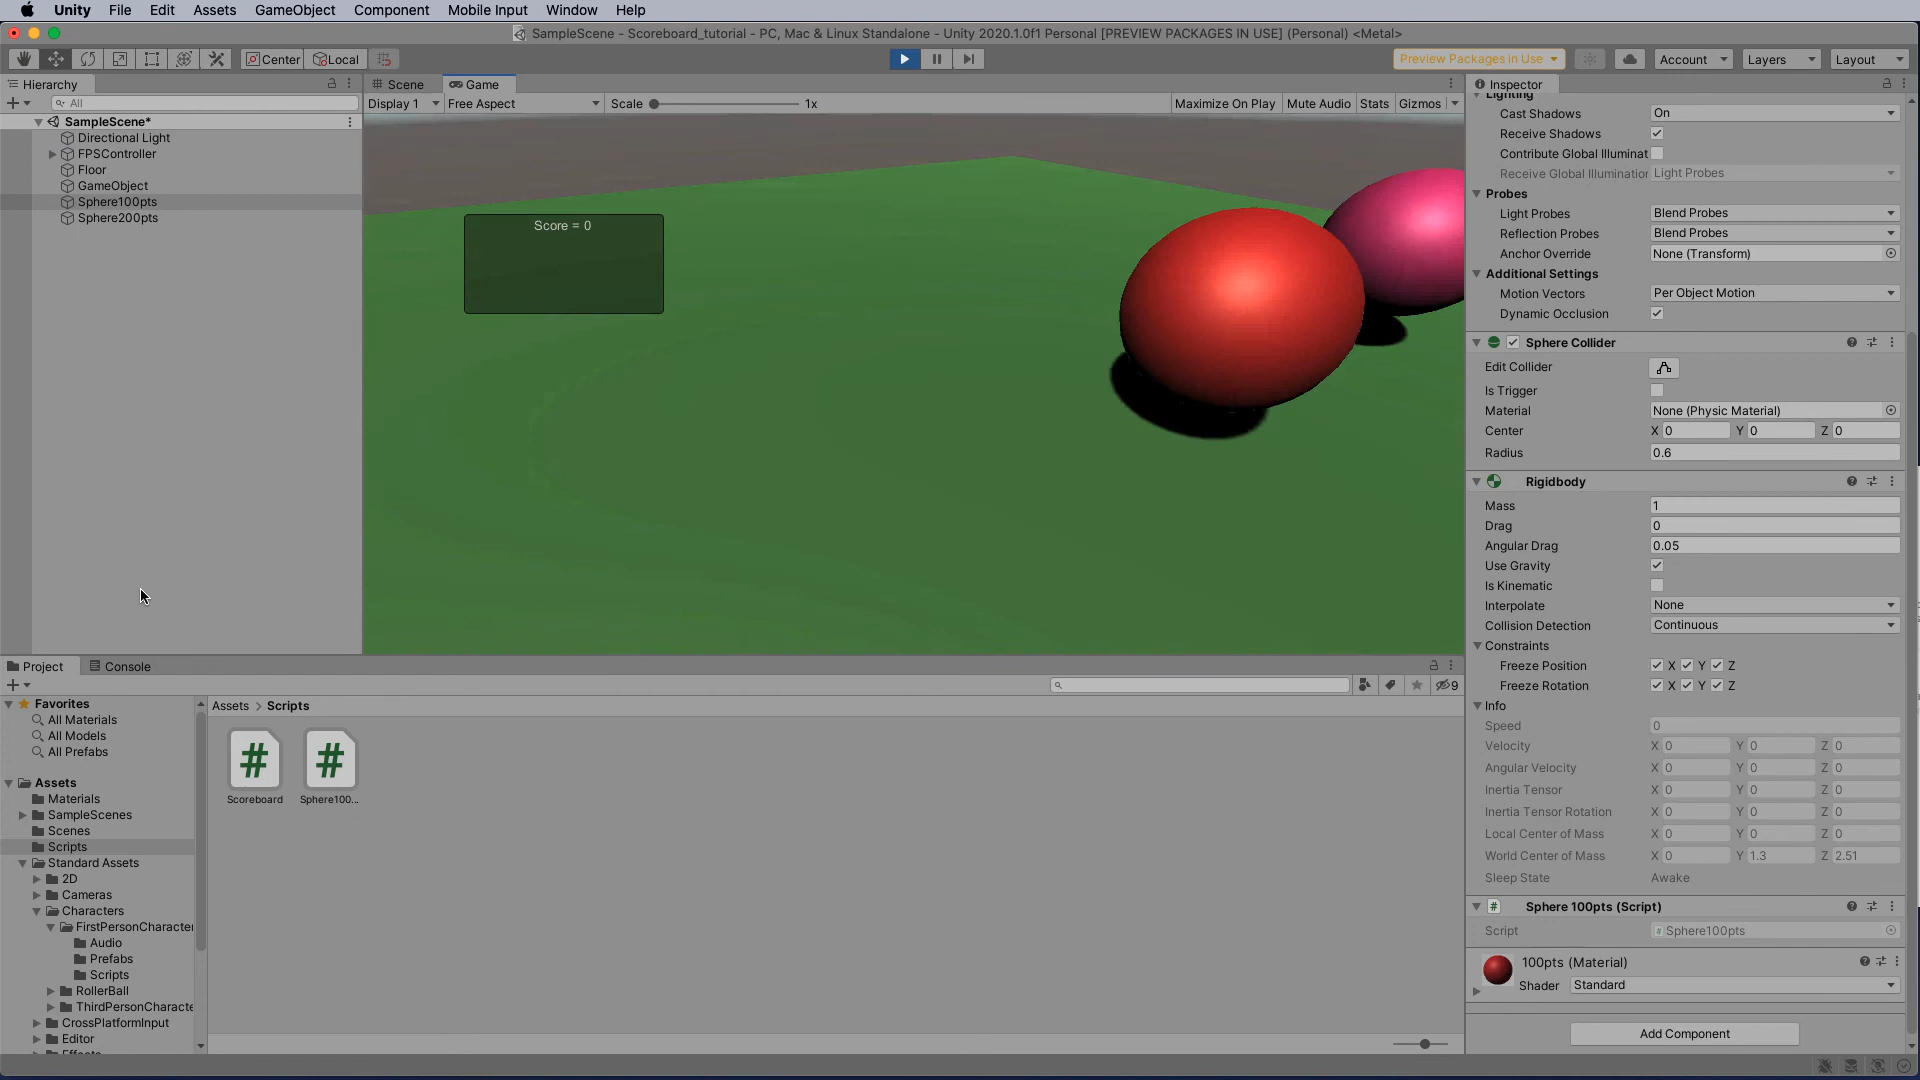 Unity File Edit Assets GameObject Component Mobile Input Window Help
SampleScene - Scoreboard_tutorial - PC, Mac & Linux Standalone - Unity 2020.1.0f1 Personal [PREVIEW PACKAGES IN USE] (Personal) <Metal>
Center Local Preview Packages in Use Account Layers Layout
Hierarchy
All
SampleScene*
Directional Light
FPSController
Floor
GameObject
Sphere100pts
Sphere200pts
Scene Game
Display 1 Free Aspect Scale 1x Maximize On Play Mute Audio Stats Gizmos
Score = 0
Inspector
Lighting
Cast Shadows On
Receive Shadows
Contribute Global Illuminat
Receive Global Illumination Light Probes
Probes
Light Probes Blend Probes
Reflection Probes Blend Probes
Anchor Override None (Transform)
Additional Settings
Motion Vectors Per Object Motion
Dynamic Occlusion
Sphere Collider
Edit Collider
Is Trigger
Material None (Physic Material)
Center X 0 Y 0 Z 0
Radius 0.6
Rigidbody
Mass 1
Drag 0
Angular Drag 0.05
Use Gravity
Is Kinematic
Interpolate None
Collision Detection Continuous
Constraints
Freeze Position X Y Z
Freeze Rotation X Y Z
Info
Speed 0
Velocity X 0 Y 0 Z 0
Angular Velocity X 0 Y 0 Z 0
Inertia Tensor X 0 Y 0 Z 0
Inertia Tensor Rotation X 0 Y 0 Z 0
Local Center of Mass X 0 Y 0 Z 0
World Center of Mass X 0 Y 1.3 Z 2.51
Sleep State Awake
# Sphere 100pts (Script)
Script # Sphere100pts
100pts (Material)
Shader Standard
Add Component
Project Console
9
Favorites
All Materials
All Models
All Prefabs
Assets
Materials
SampleScenes
Scenes
Scripts
Standard Assets
2D
Cameras
Characters
FirstPersonCharacter
Audio
Prefabs
Scripts
RollerBall
ThirdPersonCharacte
CrossPlatformInput
Editor
Assets > Scripts
# #
Scoreboard Sphere100...